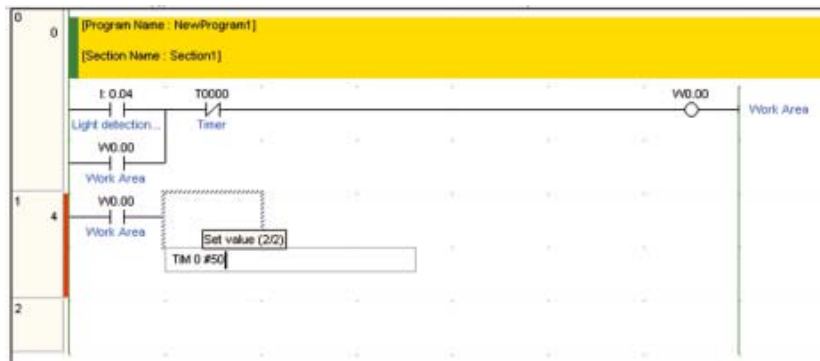 0
0
[Program Name : NewProgram1]
[Section Name : Section1]
I: 0.04
T0000
W0.00
Light detection...
Timer
Work Area
W0.00
Work Area
1
4
W0.00
Work Area
Set value (2/2)
TIM 0 #50
2